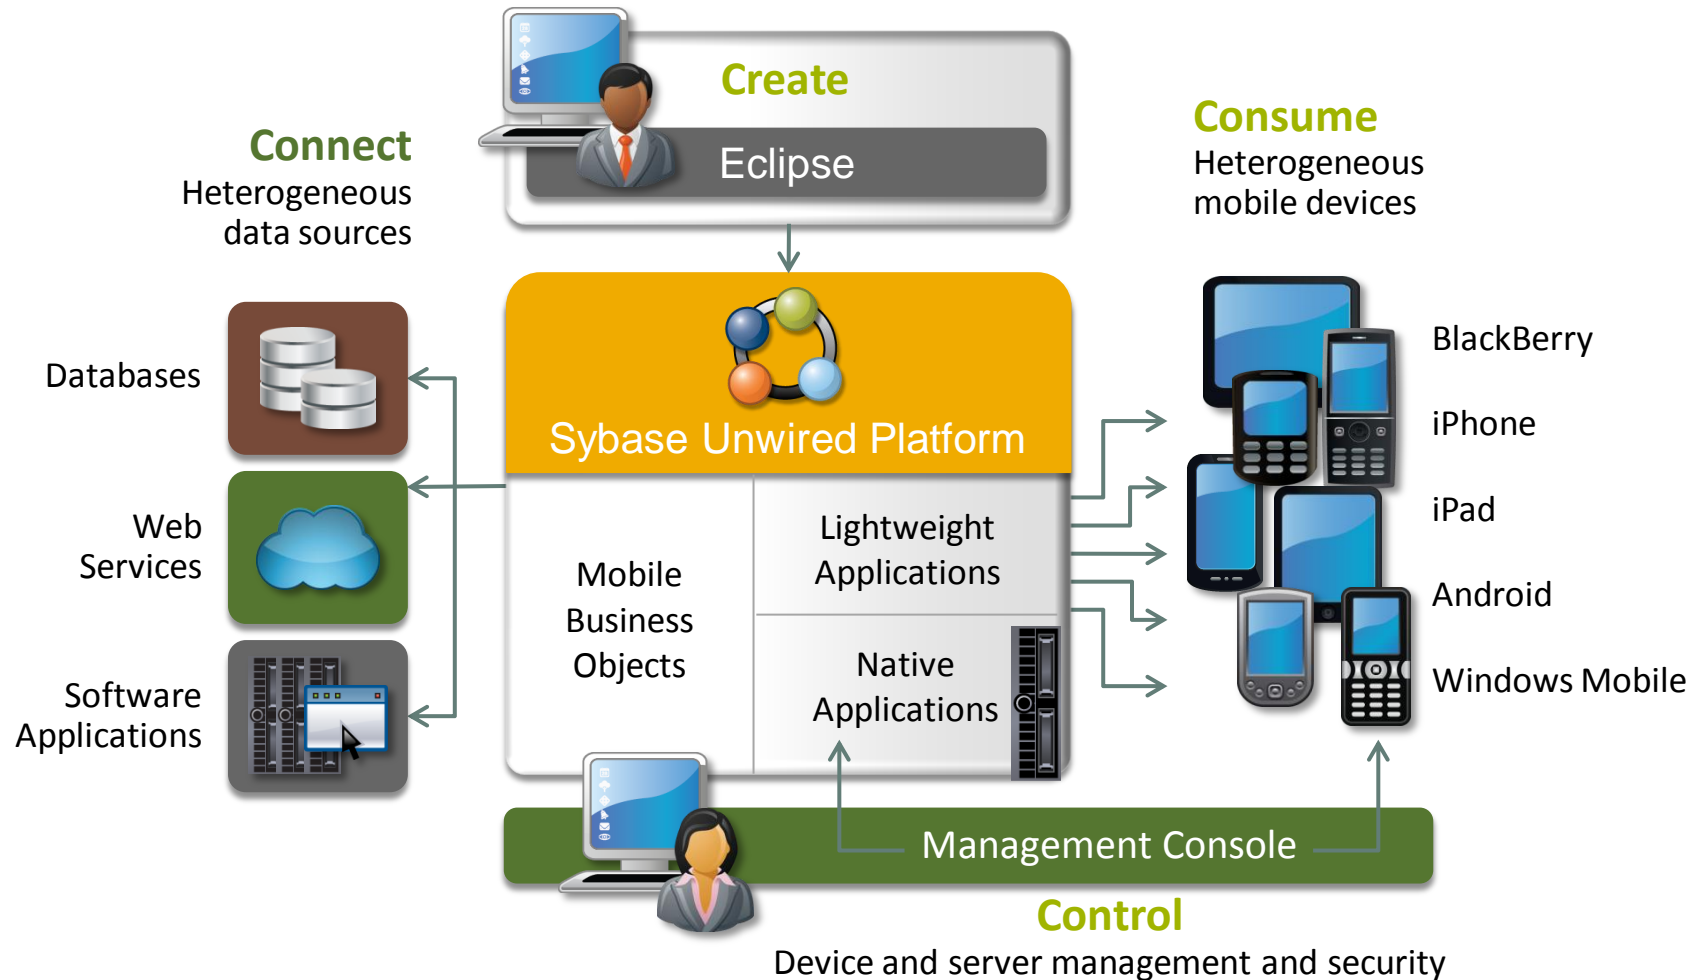 Create
Eclipse
Connect
Heterogeneous
data sources
Consume
Heterogeneous
mobile devices
Databases
Web
Services
Software
Applications
Sybase Unwired Platform
Mobile
Business
Objects
Lightweight
Applications
Native
Applications
BlackBerry
iPhone
iPad
Android
Windows Mobile
Management Console
Control
Device and server management and security